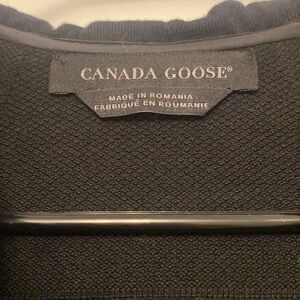 CANADA GOOSE®
MADE IN ROMANIA
FABRIQUÉ EN ROUMANIE